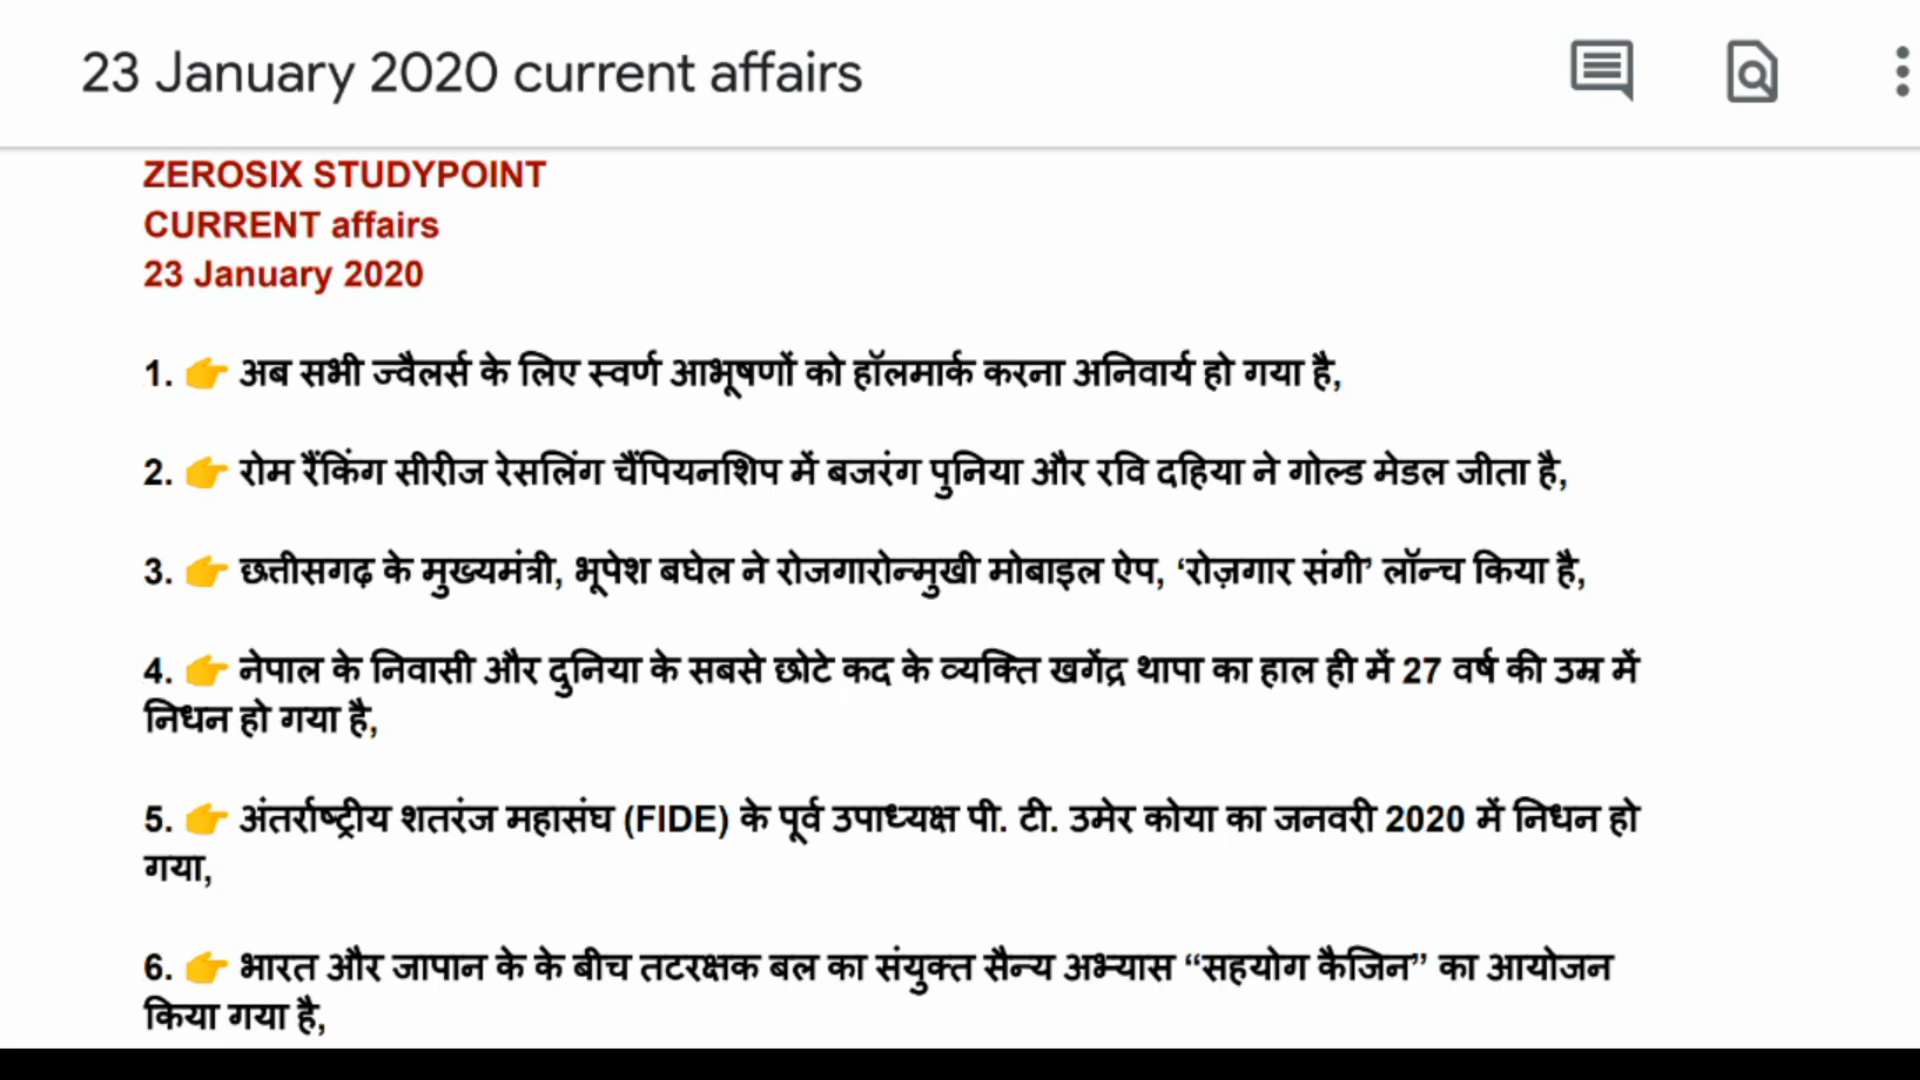 23 January 2020 current affairs
ZEROSIX STUDYPOINT
CURRENT affairs
23 January 2020
1. 👉 अब सभी ज्वैलर्स के लिए स्वर्ण आभूषणों को हॉलमार्क करना अनिवार्य हो गया है,
2. 👉 रोम रैंकिंग सीरीज रेसलिंग चैंपियनशिप में बजरंग पुनिया और रवि दहिया ने गोल्ड मेडल जीता है,
3. 👉 छत्तीसगढ़ के मुख्यमंत्री, भूपेश बघेल ने रोजगारोन्मुखी मोबाइल ऐप, ‘रोज़गार संगी’ लॉन्च किया है,
4. 👉 नेपाल के निवासी और दुनिया के सबसे छोटे कद के व्यक्ति खगेंद्र थापा का हाल ही में 27 वर्ष की उम्र में
निधन हो गया है,
5. 👉 अंतर्राष्ट्रीय शतरंज महासंघ (FIDE) के पूर्व उपाध्यक्ष पी. टी. उमेर कोया का जनवरी 2020 में निधन हो
गया,
6. 👉 भारत और जापान के के बीच तटरक्षक बल का संयुक्त सैन्य अभ्यास “सहयोग कैजिन” का आयोजन
किया गया है,